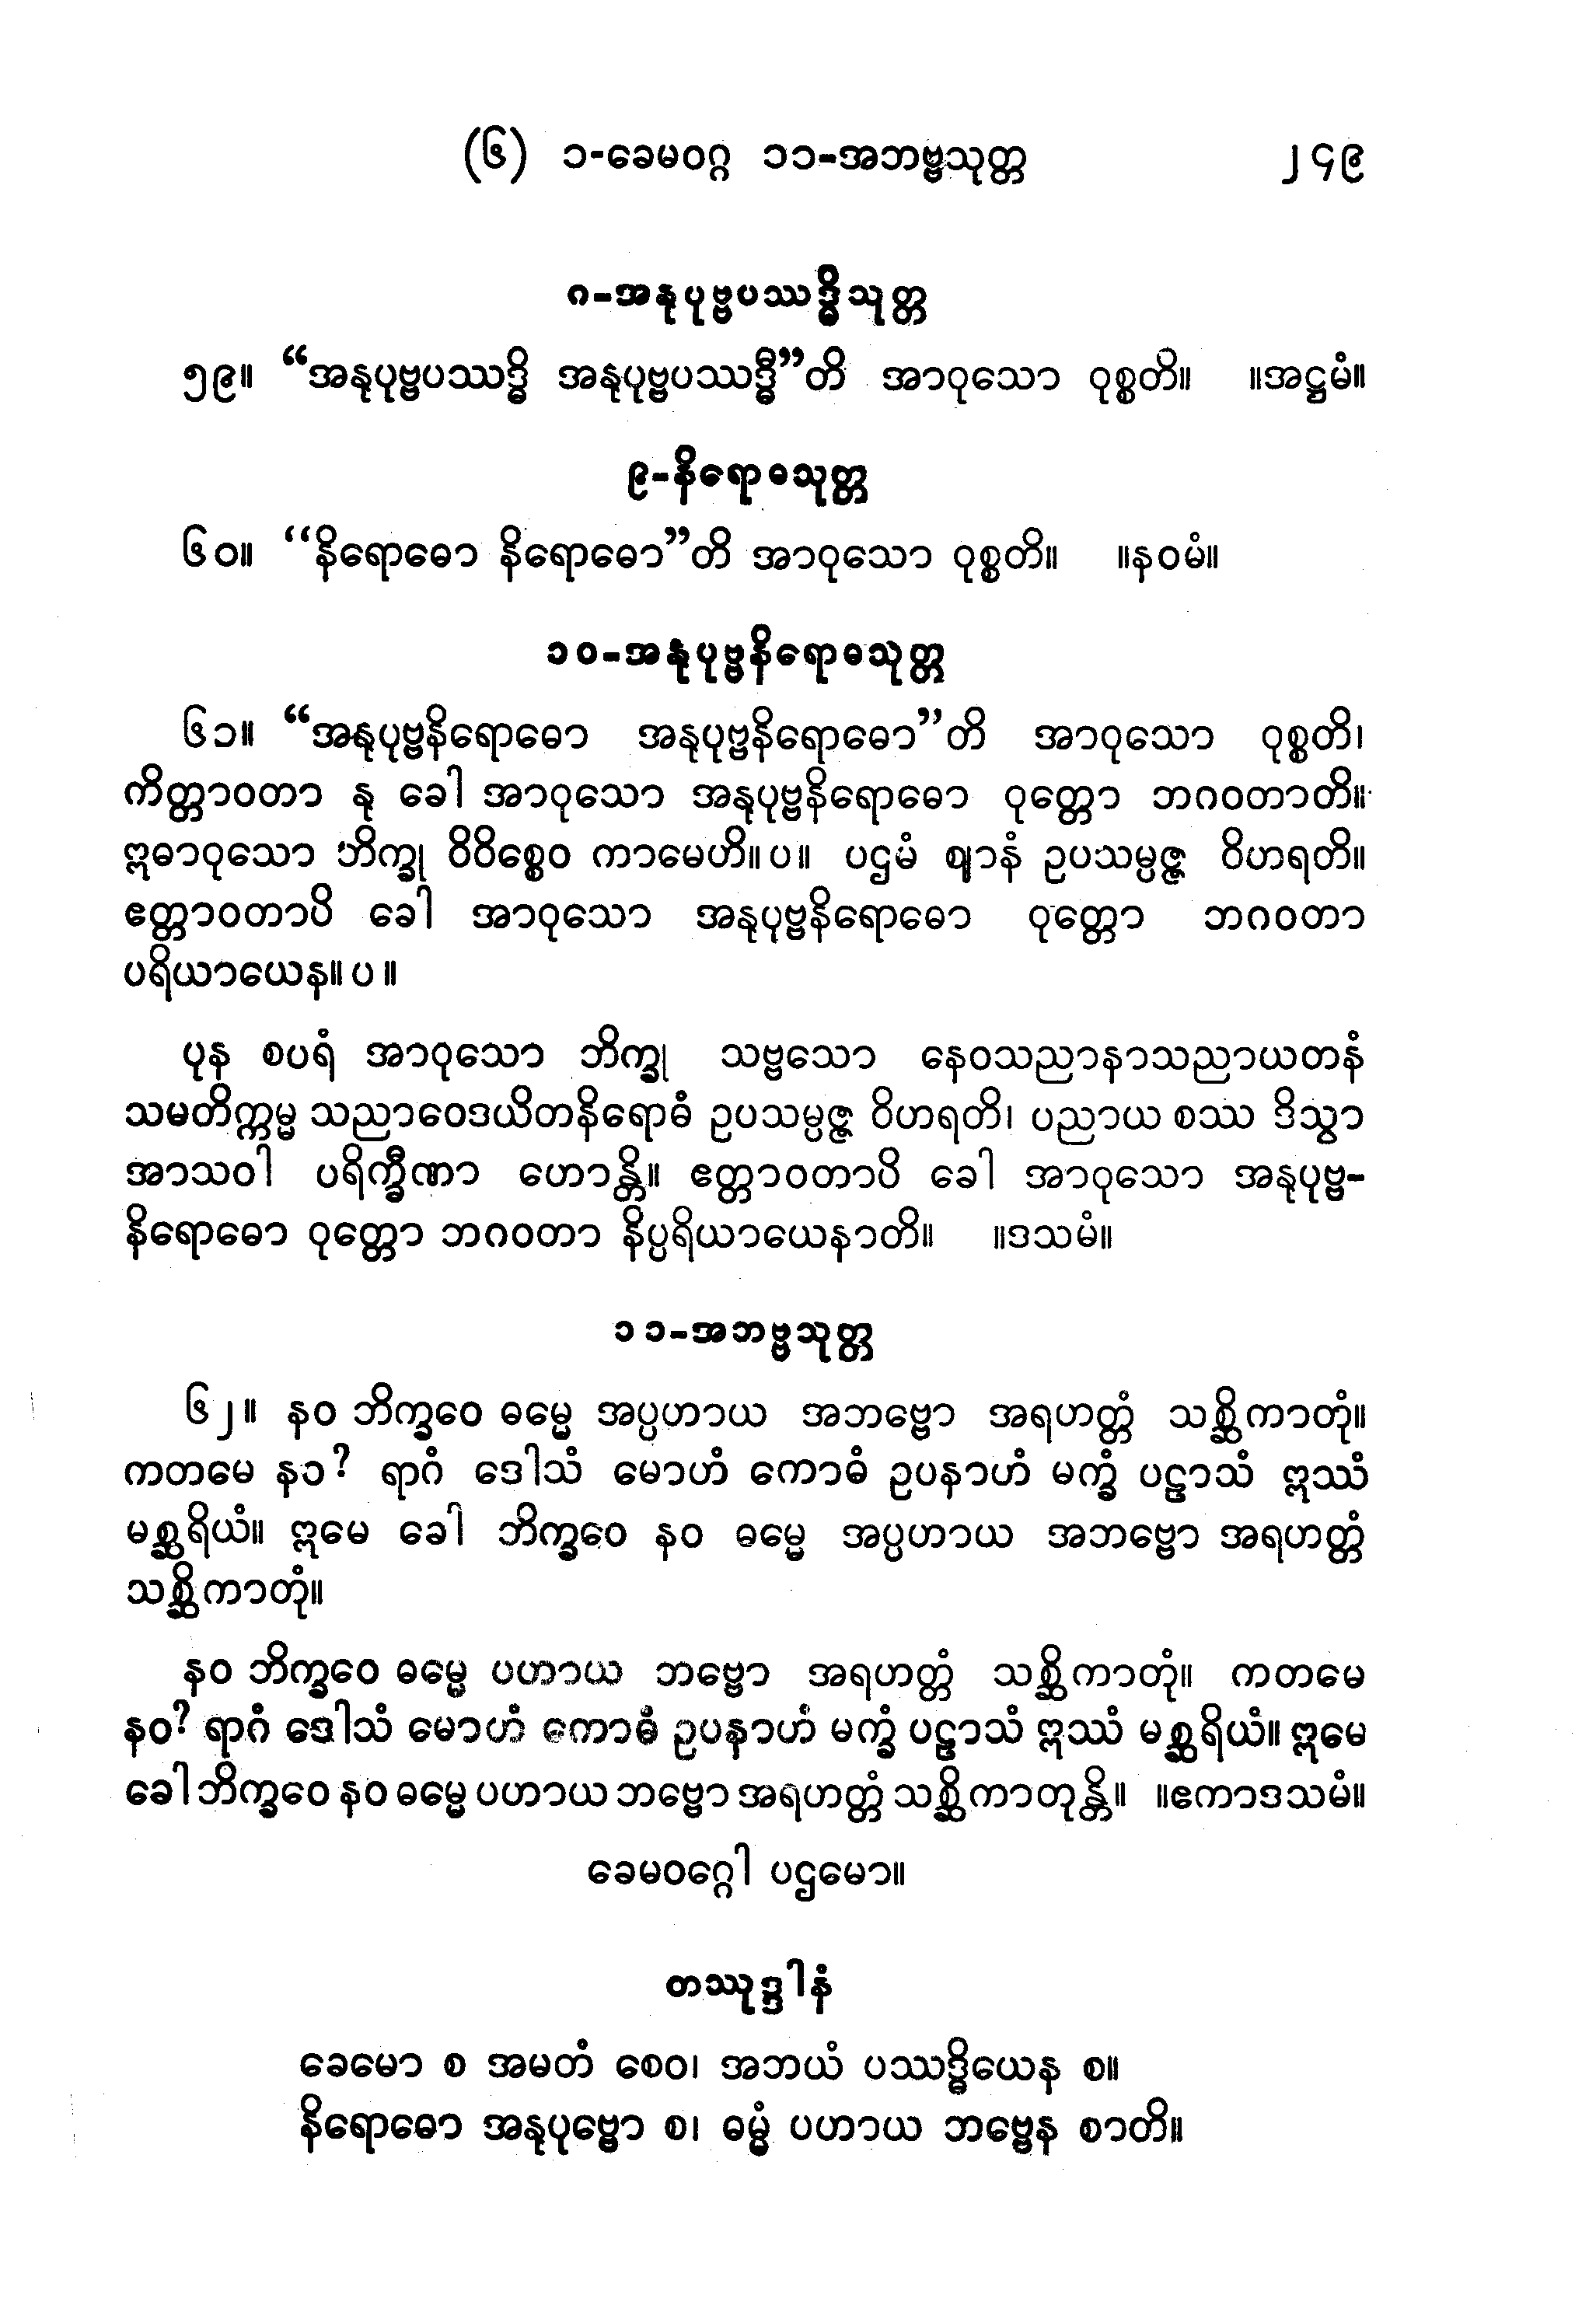 (၆) ၁-ခေမဝဂ္ဂ ၁၁-အဘဗ္ဗသုတ္တ ၂၄၉
၈-အနုပုဗ္ဗပဿဒ္ဓိသုတ္တ
၅၉။ “အနုပုဗ္ဗပဿဒ္ဓိ အနုပုဗ္ဗပဿဒ္ဓီ”တိ အာဝုသော ဝုစ္စတိ။ ။အဋ္ဌမံ။
၉-နိရောဓသုတ္တ
၆၀။ “နိရောဓော နိရောဓော”တိ အာဝုသော ဝုစ္စတိ။ ။နဝမံ။
၁၀-အနုပုဗ္ဗနိရောဓသုတ္တ
၆၁။ “အနုပုဗ္ဗနိရောဓော အနုပုဗ္ဗနိရောဓော”တိ အာဝုသော ဝုစ္စတိ၊
ကိတ္တာဝတာ နု ခေါ အာဝုသော အနုပုဗ္ဗနိရောဓော ဝုတ္တော ဘဂဝတာတိ။
ဣဓာဝုသော ဘိက္ခု ဝိဝိစ္စေဝ ကာမေဟိ။ပ။ ပဌမံ ဈာနံ ဥပသမ္ပဇ္ဇ ဝိဟရတိ။
ဧတ္တာဝတာပိ ခေါ အာဝုသော အနုပုဗ္ဗနိရောဓော ဝုတ္တော ဘဂဝတာ
ပရိယာယေန။ပ။
ပုန စပရံ အာဝုသော ဘိက္ခု သဗ္ဗသော နေဝသညာနာသညာယတနံ
သမတိက္ကမ္မ သညာဝေဒယိတနိရောဓံ ဥပသမ္ပဇ္ဇ ဝိဟရတိ၊ ပညာယ စဿ ဒိသွာ
အာသဝါ ပရိက္ခီဏာ ဟောန္တိ။ ဧတ္တာဝတာပိ ခေါ အာဝုသော အနုပုဗ္ဗ-
နိရောဓော ဝုတ္တော ဘဂဝတာ နိပ္ပရိယာယေနာတိ။ ။ဒသမံ။
၁၁-အဘဗ္ဗသုတ္တ
၆၂။ နဝ ဘိက္ခဝေ ဓမ္မေ အပ္ပဟာယ အဘဗ္ဗော အရဟတ္တံ သစ္ဆိကာတုံ။
ကတမေ နဝ? ရာဂံ ဒေါသံ မောဟံ ကောဓံ ဥပနာဟံ မက္ခံ ပဠာသံ ဣဿံ
မစ္ဆရိယံ။ ဣမေ ခေါ ဘိက္ခဝေ နဝ ဓမ္မေ အပ္ပဟာယ အဘဗ္ဗော အရဟတ္တံ
သစ္ဆိကာတုံ။
နဝ ဘိက္ခဝေ ဓမ္မေ ပဟာယ ဘဗ္ဗော အရဟတ္တံ သစ္ဆိကာတုံ။ ကတမေ
နဝ? ရာဂံ ဒေါသံ မောဟံ ကောဓံ ဥပနာဟံ မက္ခံ ပဠာသံ ဣဿံ မစ္ဆရိယံ။ ဣမေ
ခေါ ဘိက္ခဝေ နဝ ဓမ္မေ ပဟာယ ဘဗ္ဗော အရဟတ္တံ သစ္ဆိကာတုန္တိ။ ။ဧကာဒသမံ။
ခေမဝဂ္ဂေါ ပဌမော။
တဿုဒ္ဒါနံ
ခေမော စ အမတံ စေဝ၊ အဘယံ ပဿဒ္ဓိယေန စ။
နိရောဓော အနုပုဗ္ဗော စ၊ ဓမ္မံ ပဟာယ ဘဗ္ဗေန စာတိ။